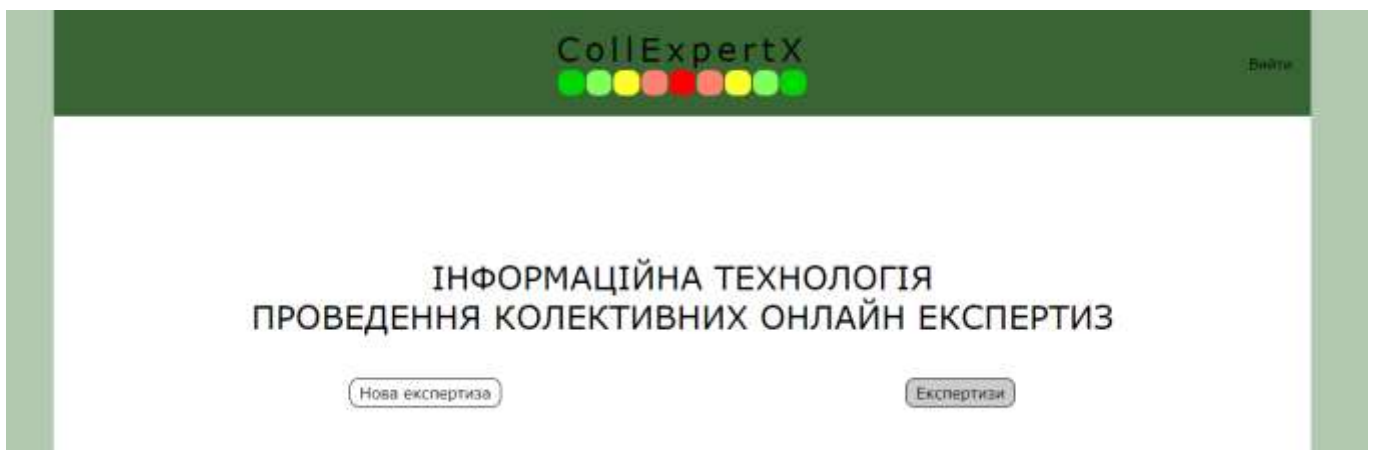 CollExpertX
Вийти
ІНФОРМАЦІЙНА ТЕХНОЛОГІЯ
ПРОВЕДЕННЯ КОЛЕКТИВНИХ ОНЛАЙН ЕКСПЕРТИЗ
Нова експертиза
Експертизи